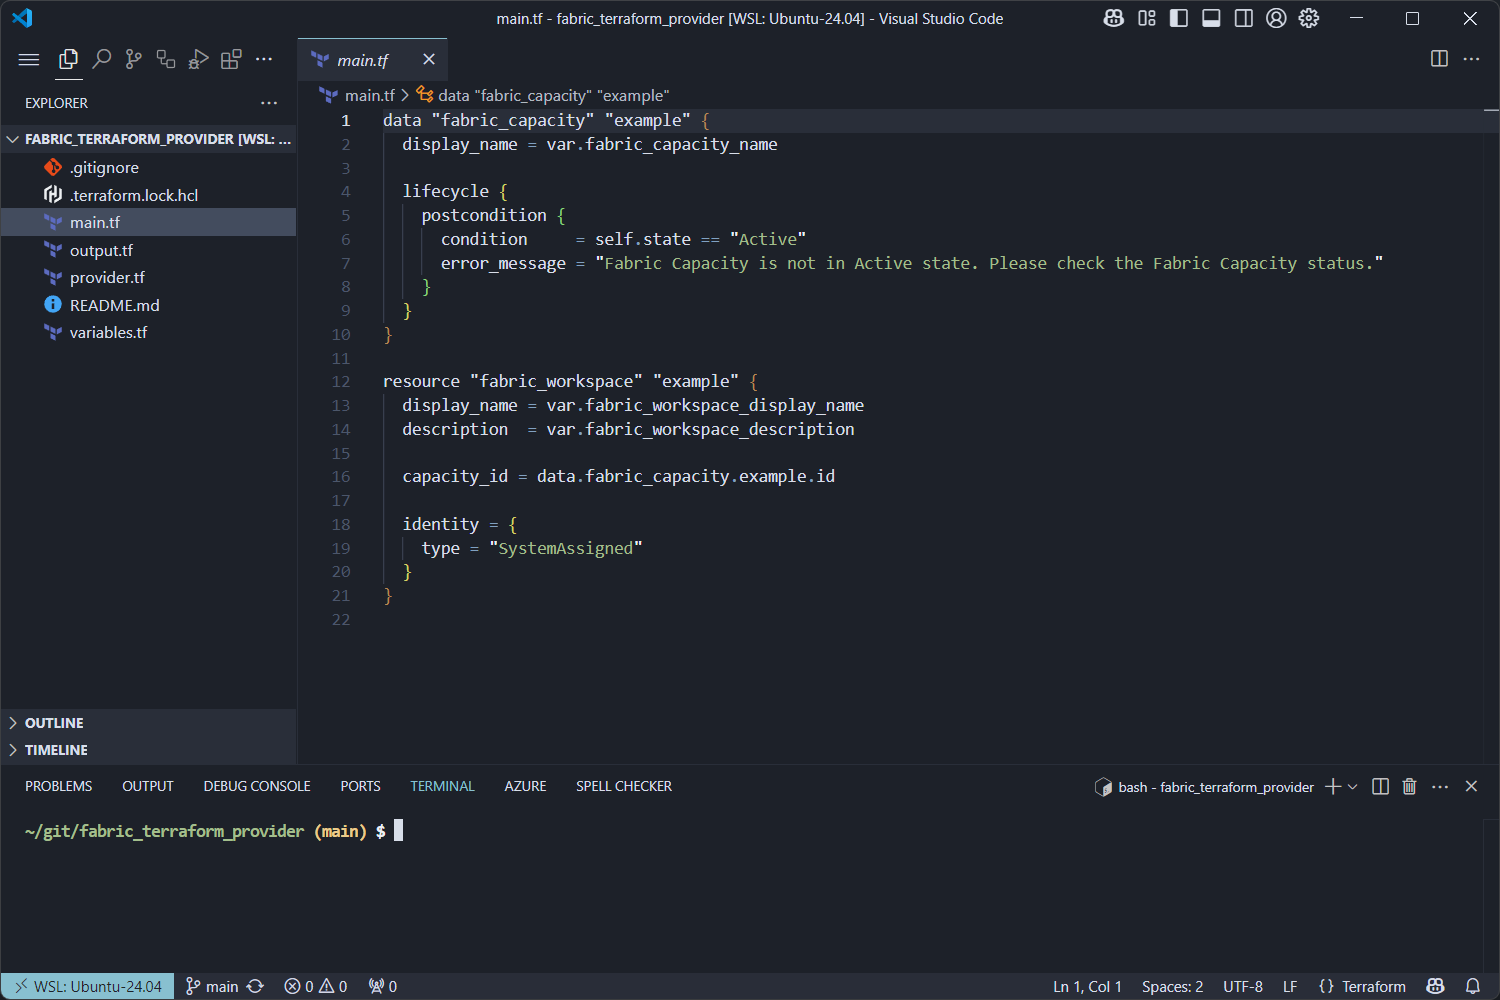 main.tf - fabric_terraform_provider [WSL: Ubuntu-24.04] - Visual Studio Code
EXPLORER
FABRIC_TERRAFORM_PROVIDER [WSL: ...
.gitignore
.terraform.lock.hcl
main.tf
output.tf
provider.tf
README.md
variables.tf
OUTLINE
TIMELINE
main.tf
main.tf > data "fabric_capacity" "example"
1 data "fabric_capacity" "example" {
2   display_name = var.fabric_capacity_name
3
4   lifecycle {
5     postcondition {
6       condition     = self.state == "Active"
7       error_message = "Fabric Capacity is not in Active state. Please check the Fabric Capacity status."
8     }
9   }
10 }
11
12 resource "fabric_workspace" "example" {
13   display_name = var.fabric_workspace_display_name
14   description  = var.fabric_workspace_description
15
16   capacity_id = data.fabric_capacity.example.id
17
18   identity = {
19     type = "SystemAssigned"
20   }
21 }
22
PROBLEMS OUTPUT DEBUG CONSOLE PORTS TERMINAL AZURE SPELL CHECKER bash - fabric_terraform_provider
~/git/fabric_terraform_provider (main) $
WSL: Ubuntu-24.04 main 0 0 0 Ln 1, Col 1 Spaces: 2 UTF-8 LF {} Terraform